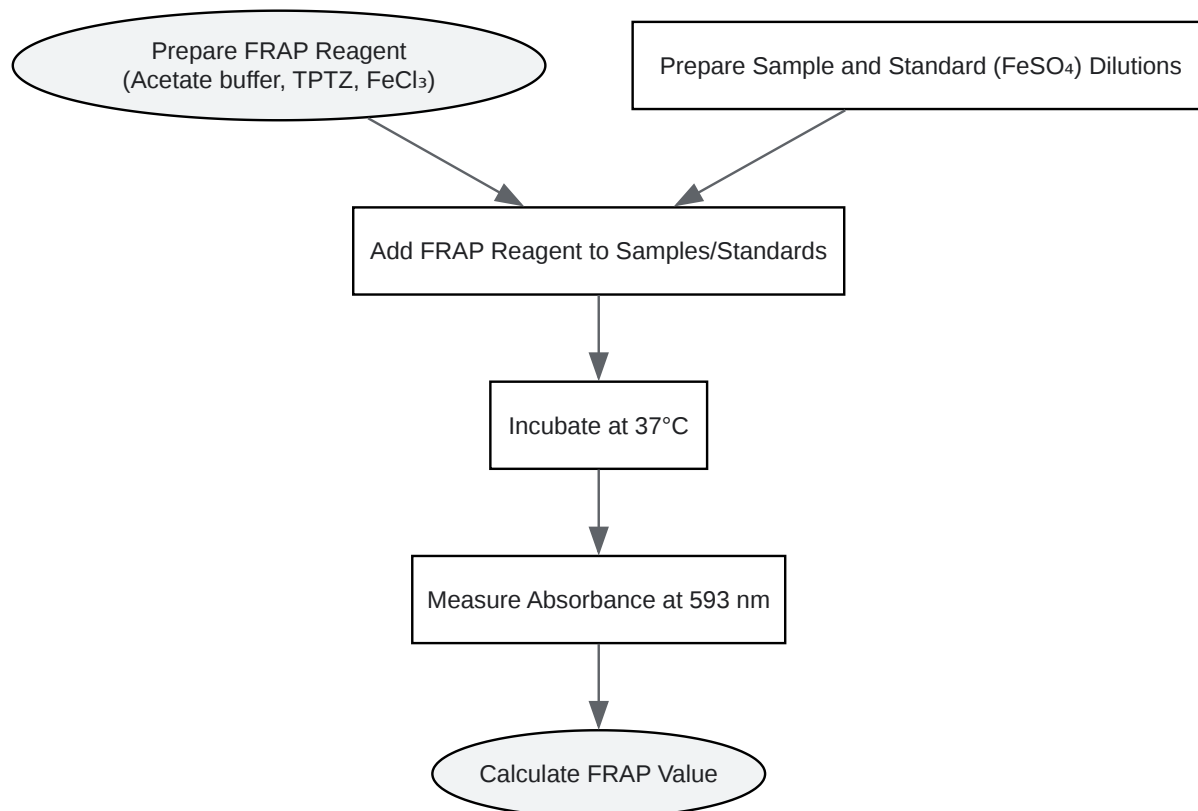 Prepare FRAP Reagent
(Acetate buffer, TPTZ, FeCl₃)
Prepare Sample and Standard (FeSO₄) Dilutions
Add FRAP Reagent to Samples/Standards
Incubate at 37°C
Measure Absorbance at 593 nm
Calculate FRAP Value